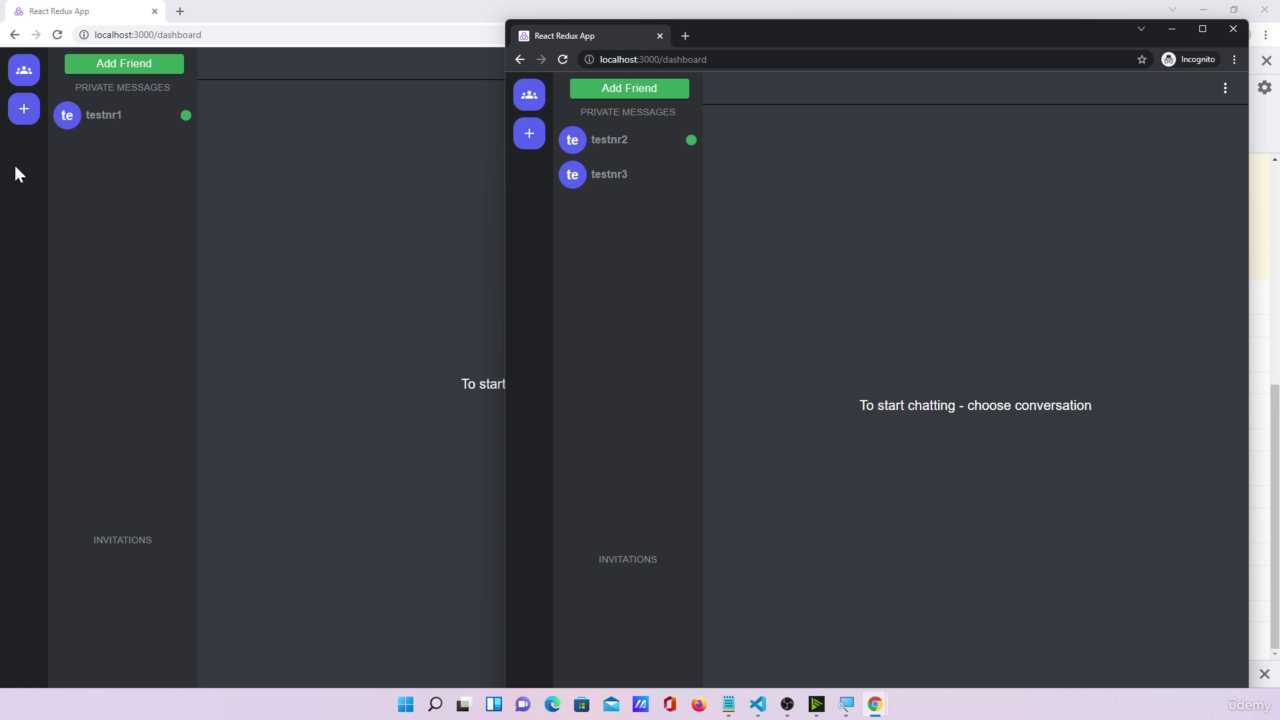 React Redux App
localhost:3000/dashboard
Add Friend
PRIVATE MESSAGES
te testnr1
To start
INVITATIONS
React Redux App
localhost:3000/dashboard
Incognito
Add Friend
PRIVATE MESSAGES
te testnr2
te testnr3
To start chatting - choose conversation
INVITATIONS
ûdemy